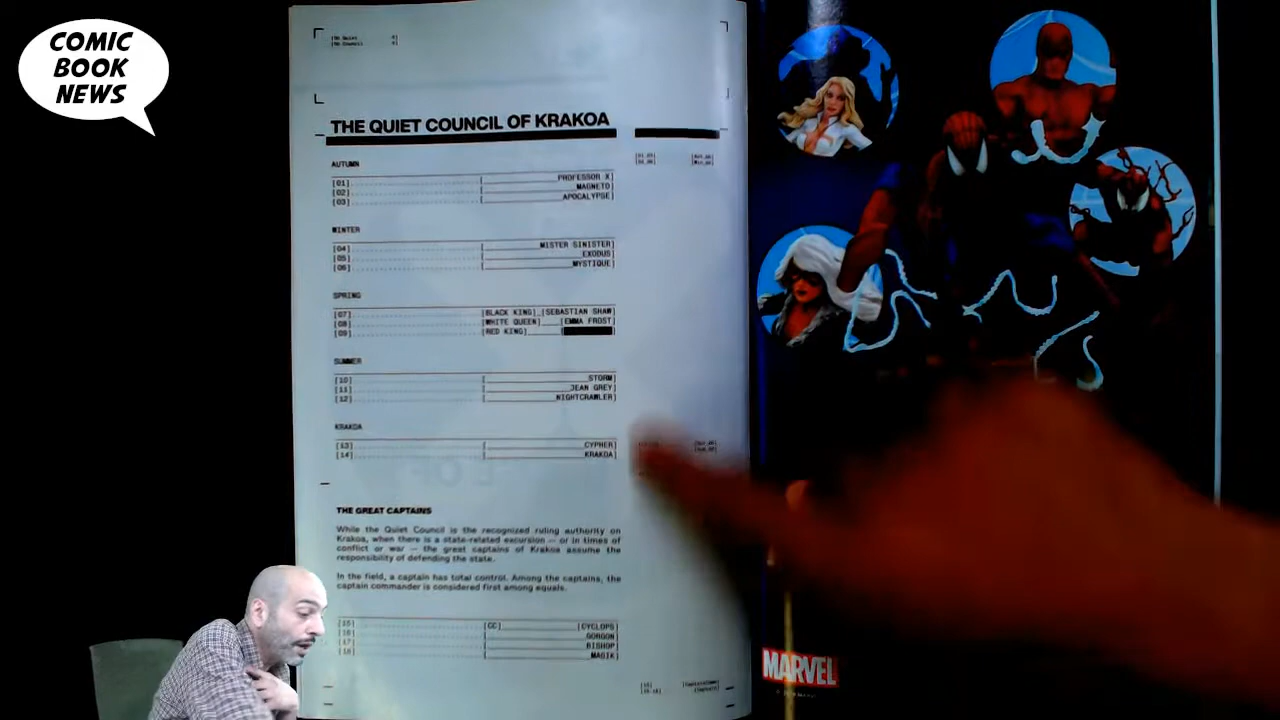 COMIC
BOOK
NEWS
THE QUIET COUNCIL OF KRAKOA
AUTUMN
[01] [PROFESSOR X]
[02] [MAGNETO]
[03] [APOCALYPSE]
WINTER
[04] [MISTER SINISTER]
[05] [EXODUS]
[06] [MYSTIQUE]
SPRING
[07] [BLACK KING]_[SEBASTIAN SHAW]
[08] [WHITE QUEEN] [EMMA FROST]
[09] [RED KING]
SUMMER
[10] [STORM]
[11] [JEAN GREY]
[12] [NIGHTCRAWLER]
KRAKOA
[13] [CYPHER]
[14] [KRAKOA]
THE GREAT CAPTAINS
While the Quiet Council is the recognized ruling authority on
Krakoa, when there is a state-related excursion — or in times of
conflict or war — the great captains of Krakoa assume the
responsibility of defending the state.
In the field, a captain has total control. Among the captains, the
captain commander is considered first among equals.
[15] [CC] [CYCLOPS]
[16] [GORGON]
[17] [BISHOP]
[18] [MAGIK]
MARVEL